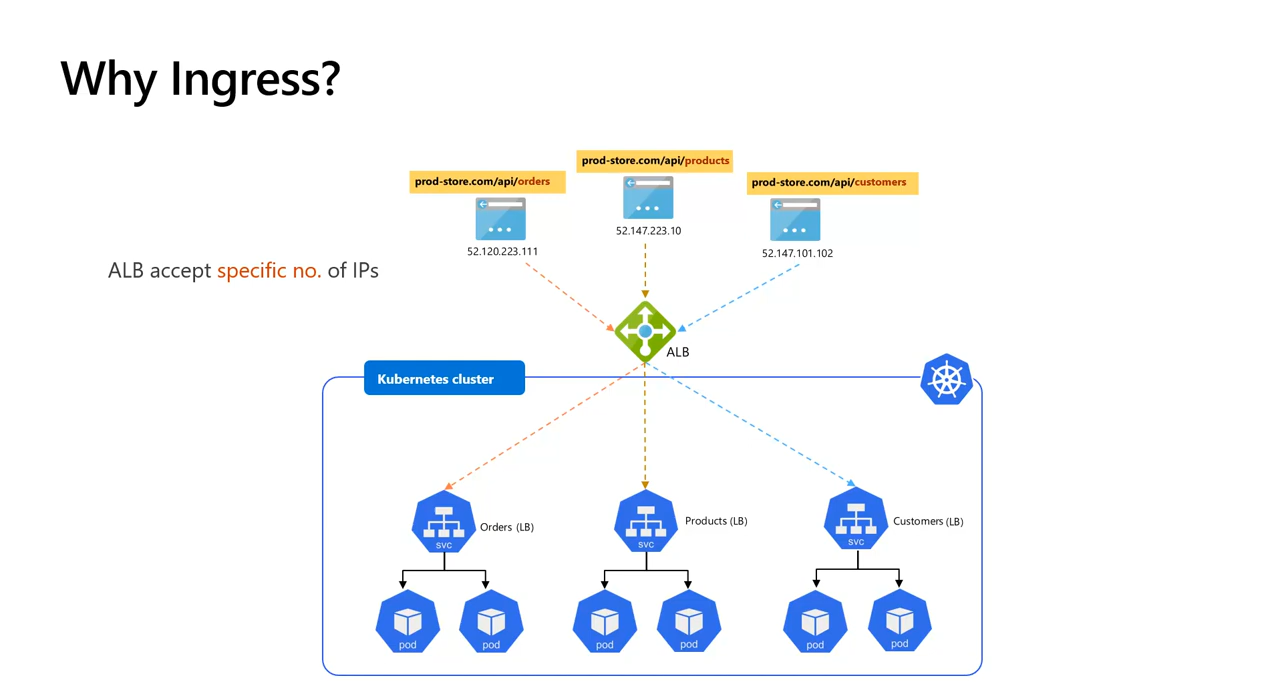 Why Ingress?
prod-store.com/api/products
prod-store.com/api/orders
prod-store.com/api/customers
52.147.223.10
52.120.223.111
52.147.101.102
ALB accept specific no. of IPs
ALB
Kubernetes cluster
svc
Orders (LB)
svc
Products (LB)
svc
Customers (LB)
pod
pod
pod
pod
pod
pod